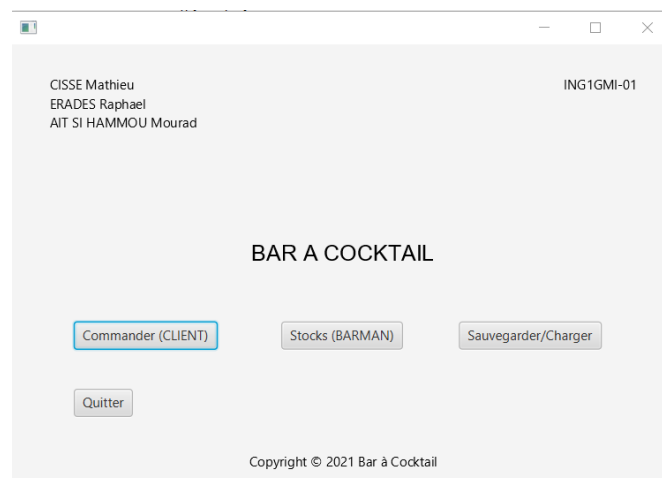 CISSE Mathieu
ING1GMI-01
ERADES Raphael
AIT SI HAMMOU Mourad
BAR A COCKTAIL
Commander (CLIENT)
Stocks (BARMAN)
Sauvegarder/Charger
Quitter
Copyright © 2021 Bar à Cocktail